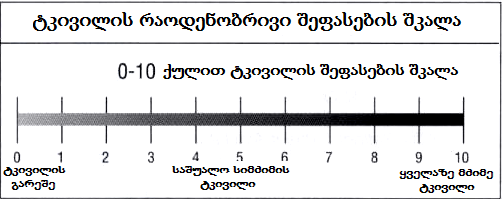 ტკივილის რაოდენობრივი შეფასების შკალა
0-10 ქულით ტკივილის შეფასების შკალა
0 1 2 3 4 5 6 7 8 9 10
ტკივილის გარეშე
საშუალო სიმძიმის ტკივილი
ყველაზე მძიმე ტკივილი